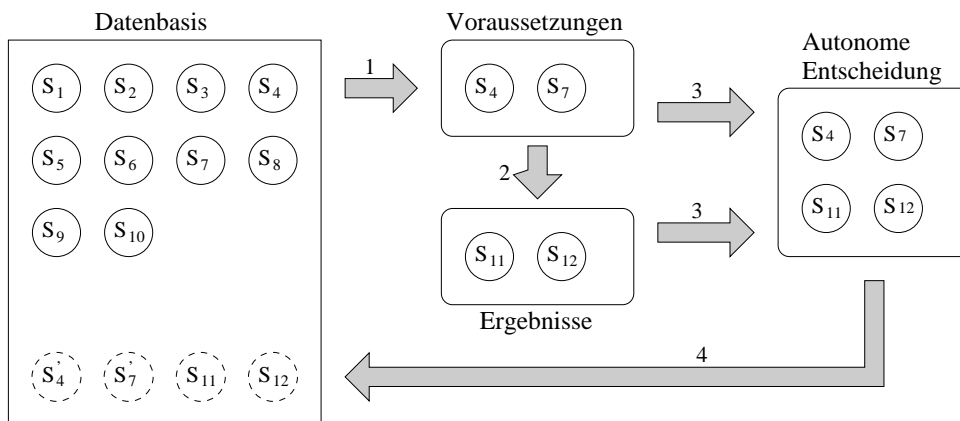 Datenbasis
Voraussetzungen
Autonome
Entscheidung
S1 S2 S3 S4
1
S4 S7
3
S4 S7
S5 S6 S7 S8
2
S9 S10
S11 S12
3
S11 S12
Ergebnisse
S'4 S'7 S11 S12
4